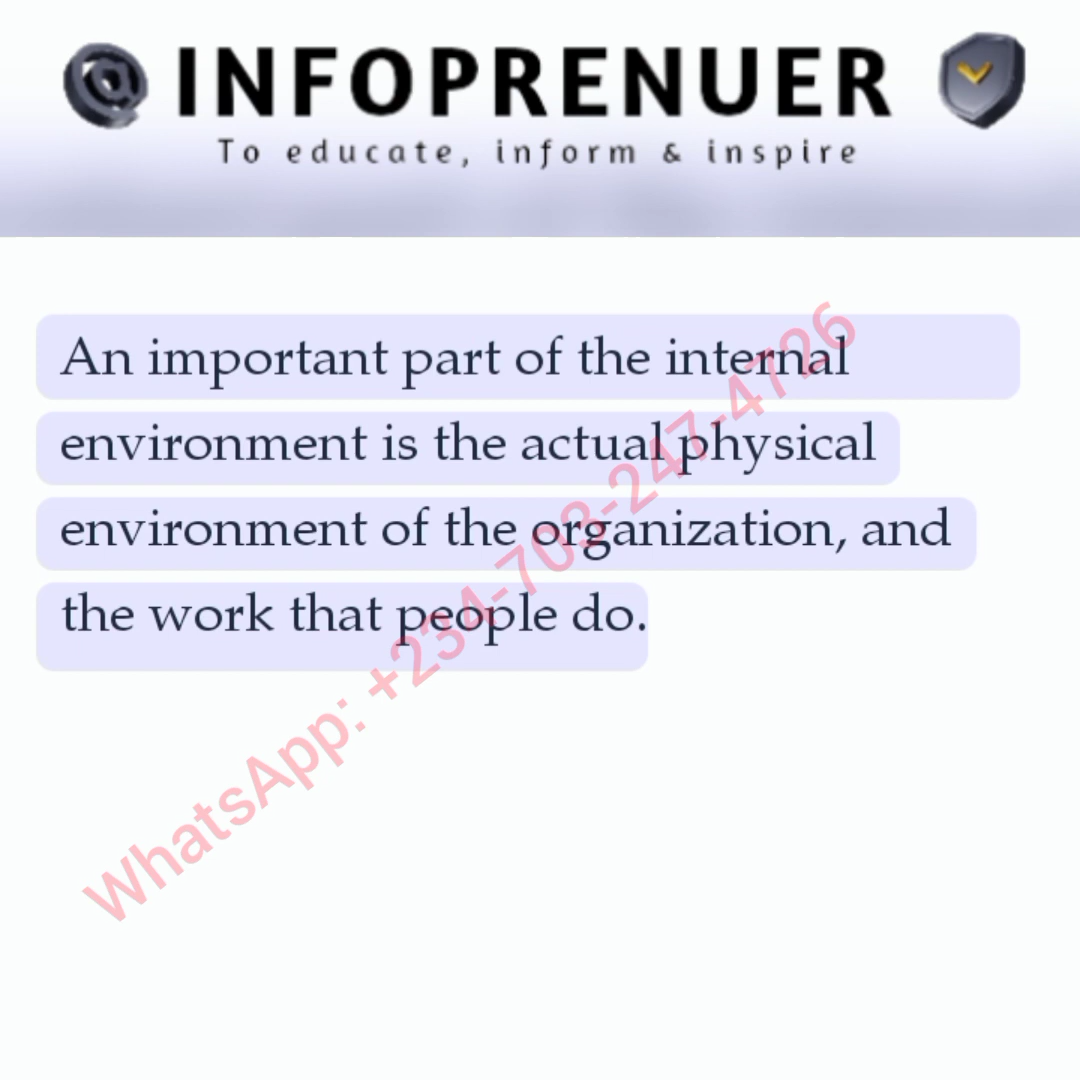 INFOPRENUER
To educate, inform & inspire
An important part of the internal
environment is the actual physical
environment of the organization, and
the work that people do.
WhatsApp: +234-703-247-4726